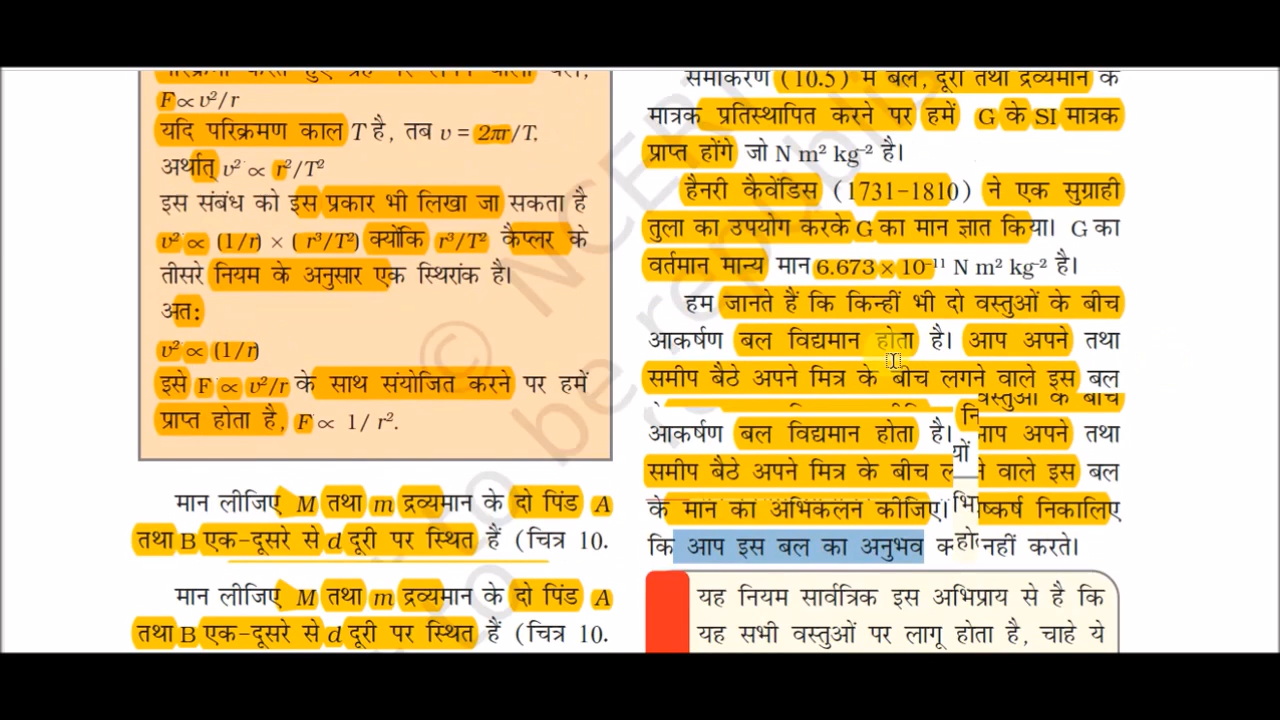 F ∝ v²/r
यदि परिक्रमण काल T है, तब v = 2πr/T,
अर्थात् v² ∝ r²/T²
इस संबंध को इस प्रकार भी लिखा जा सकता है
v² ∝ (1/r) × ( r³/T²) क्योंकि r³/T² कैप्लर के
तीसरे नियम के अनुसार एक स्थिरांक है।
अतः
v² ∝ (1/r)
इसे F ∝ v²/r के साथ संयोजित करने पर हमें
प्राप्त होता है, F ∝ 1/ r².
मान लीजिए M तथा m द्रव्यमान के दो पिंड A
तथा B एक-दूसरे से d दूरी पर स्थित हैं (चित्र 10.
मान लीजिए M तथा m द्रव्यमान के दो पिंड A
तथा B एक-दूसरे से d दूरी पर स्थित हैं (चित्र 10.
समीकरण (10.5) में बल, दूरी तथा द्रव्यमान के
मात्रक प्रतिस्थापित करने पर हमें G के SI मात्रक
प्राप्त होंगे जो N m² kg⁻² है।
हैनरी कैवेंडिस (1731–1810) ने एक सुग्राही
तुला का उपयोग करके G का मान ज्ञात किया। G का
वर्तमान मान्य मान 6.673 × 10⁻¹¹ N m² kg⁻² है।
हम जानते हैं कि किन्हीं भी दो वस्तुओं के बीच
आकर्षण बल विद्यमान होता है। आप अपने तथा
समीप बैठे अपने मित्र के बीच लगने वाले इस बल
वस्तुओं के बीच
आकर्षण बल विद्यमान होता है। आप अपने तथा
समीप बैठे अपने मित्र के बीच ल ने वाले इस बल
के मान का अभिकलन कीजिए। भि ष्कर्ष निकालिए
कि आप इस बल का अनुभव क हो नहीं करते।
यह नियम सार्वत्रिक इस अभिप्राय से है कि
यह सभी वस्तुओं पर लागू होता है, चाहे ये
© NCERT